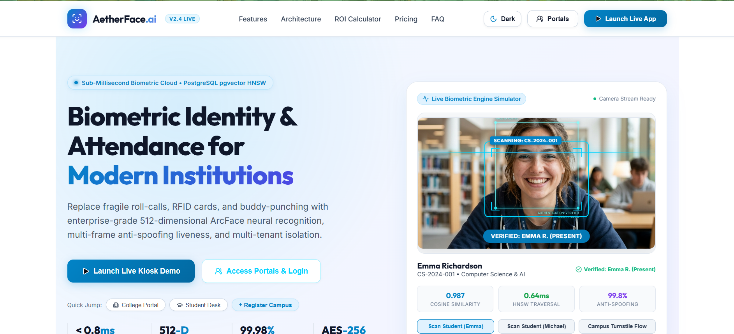 AetherFace.ai V2.4 LIVE Features Architecture ROI Calculator Pricing FAQ Dark Portals Launch Live App
Sub-Millisecond Biometric Cloud • PostgreSQL pgvector HNSW
Biometric Identity &
Attendance for
Modern Institutions
Replace fragile roll-calls, RFID cards, and buddy-punching with
enterprise-grade 512-dimensional ArcFace neural recognition,
multi-frame anti-spoofing liveness, and multi-tenant isolation.
Launch Live Kiosk Demo Access Portals & Login
Quick Jump: College Portal Student Desk + Register Campus
< 0.8ms 512-D 99.98% AES-256
Live Biometric Engine Simulator Camera Stream Ready
SCANNING: CS-2024-001
VERIFIED: EMMA R. (PRESENT)
Emma Richardson
CS-2024-001 • Computer Science & AI
Verified: Emma R. (Present)
0.987 0.64ms 99.8%
COSINE SIMILARITY HNSW TRAVERSAL ANTI-SPOOFING
Scan Student (Emma) Scan Student (Michael) Campus Turnstile Flow